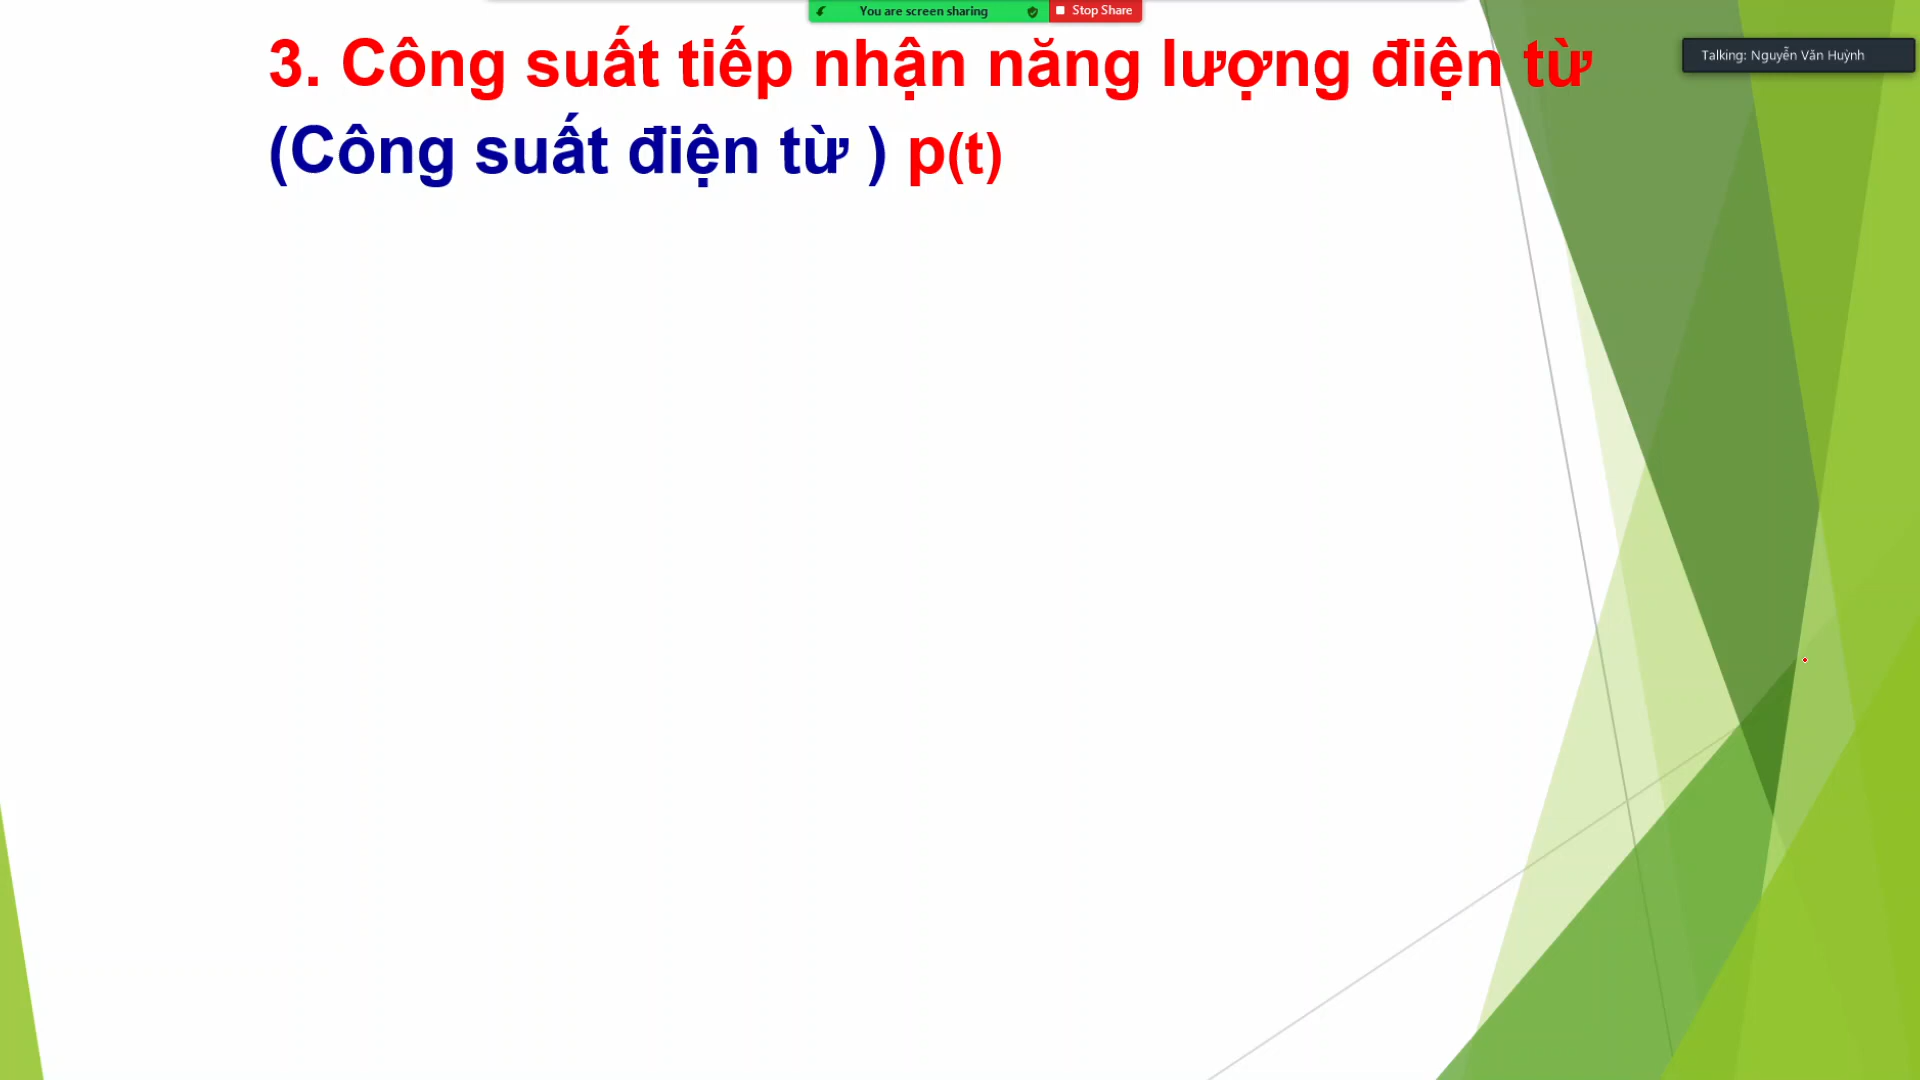 You are screen sharing
Stop Share
3. Công suất tiếp nhận năng lượng điện từ
Talking: Nguyễn Văn Huỳnh
(Công suất điện từ ) p(t)